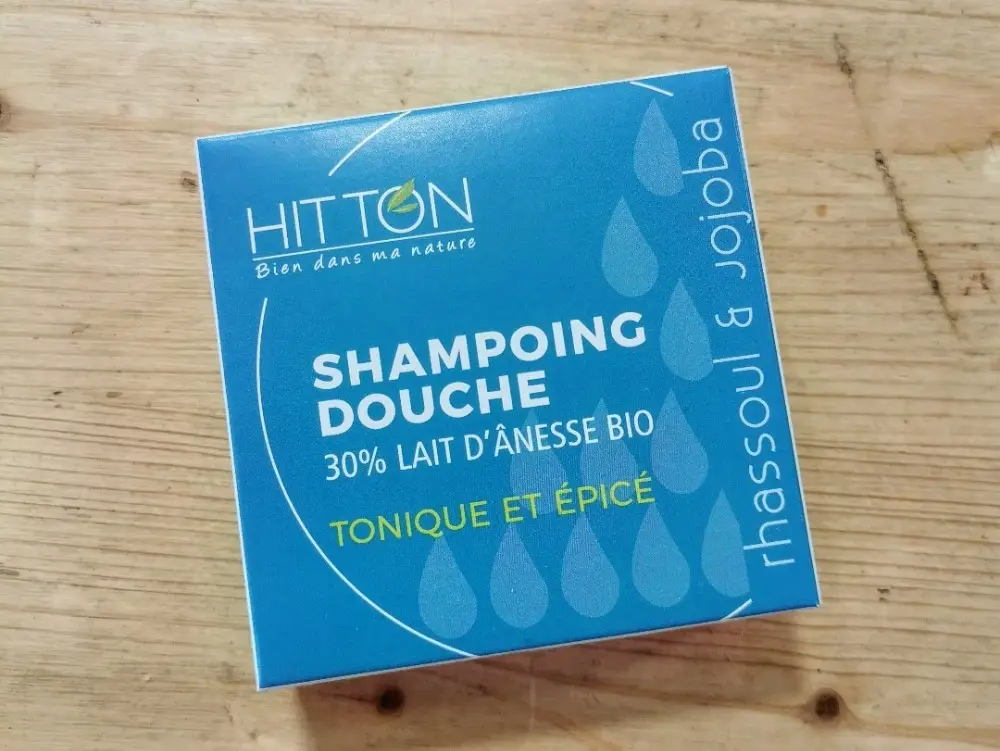 HITTON
Bien dans ma nature
SHAMPOING
DOUCHE
30% LAIT D'ÂNESSE BIO
TONIQUE ET ÉPICÉ
rhassoul & jojoba